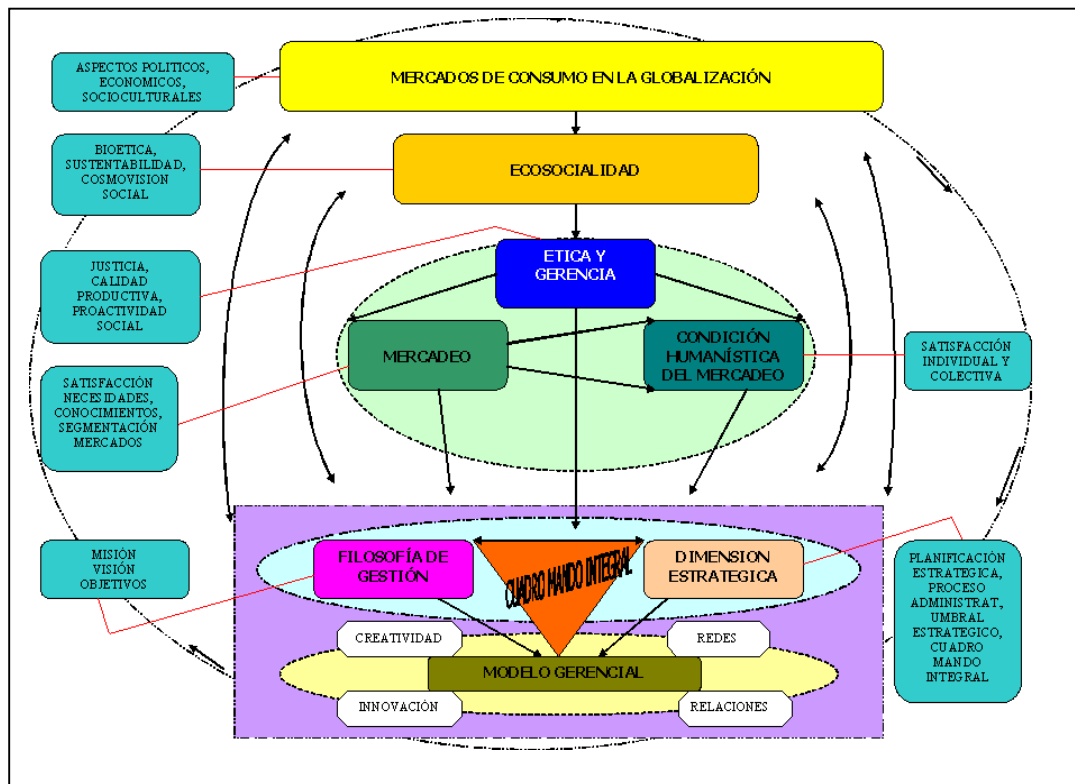 ASPECTOS POLITICOS,
ECONOMICOS,
SOCIOCULTURALES
MERCADOS DE CONSUMO EN LA GLOBALIZACIÓN
BIOETICA,
SUSTENTABILIDAD,
COSMOVISION
SOCIAL
ECOSOCIALIDAD
ETICA Y
GERENCIA
JUSTICIA,
CALIDAD
PRODUCTIVA,
PROACTIVIDAD
SOCIAL
MERCADEO
CONDICIÓN
HUMANÍSTICA
DEL MERCADEO
SATISFACCIÓN
INDIVIDUAL Y
COLECTIVA
SATISFACCIÓN
NECESIDADES,
CONOCIMIENTOS,
SEGMENTACIÓN
MERCADOS
MISIÓN
VISIÓN
OBJETIVOS
FILOSOFÍA DE
GESTIÓN
CUADRO MANDO INTEGRAL
DIMENSION
ESTRATEGICA
PLANIFICACIÓN
ESTRATEGICA,
PROCESO
ADMINISTRAT,
UMBRAL
ESTRATEGICO,
CUADRO
MANDO
INTEGRAL
CREATIVIDAD
REDES
MODELO GERENCIAL
INNOVACIÓN
RELACIONES